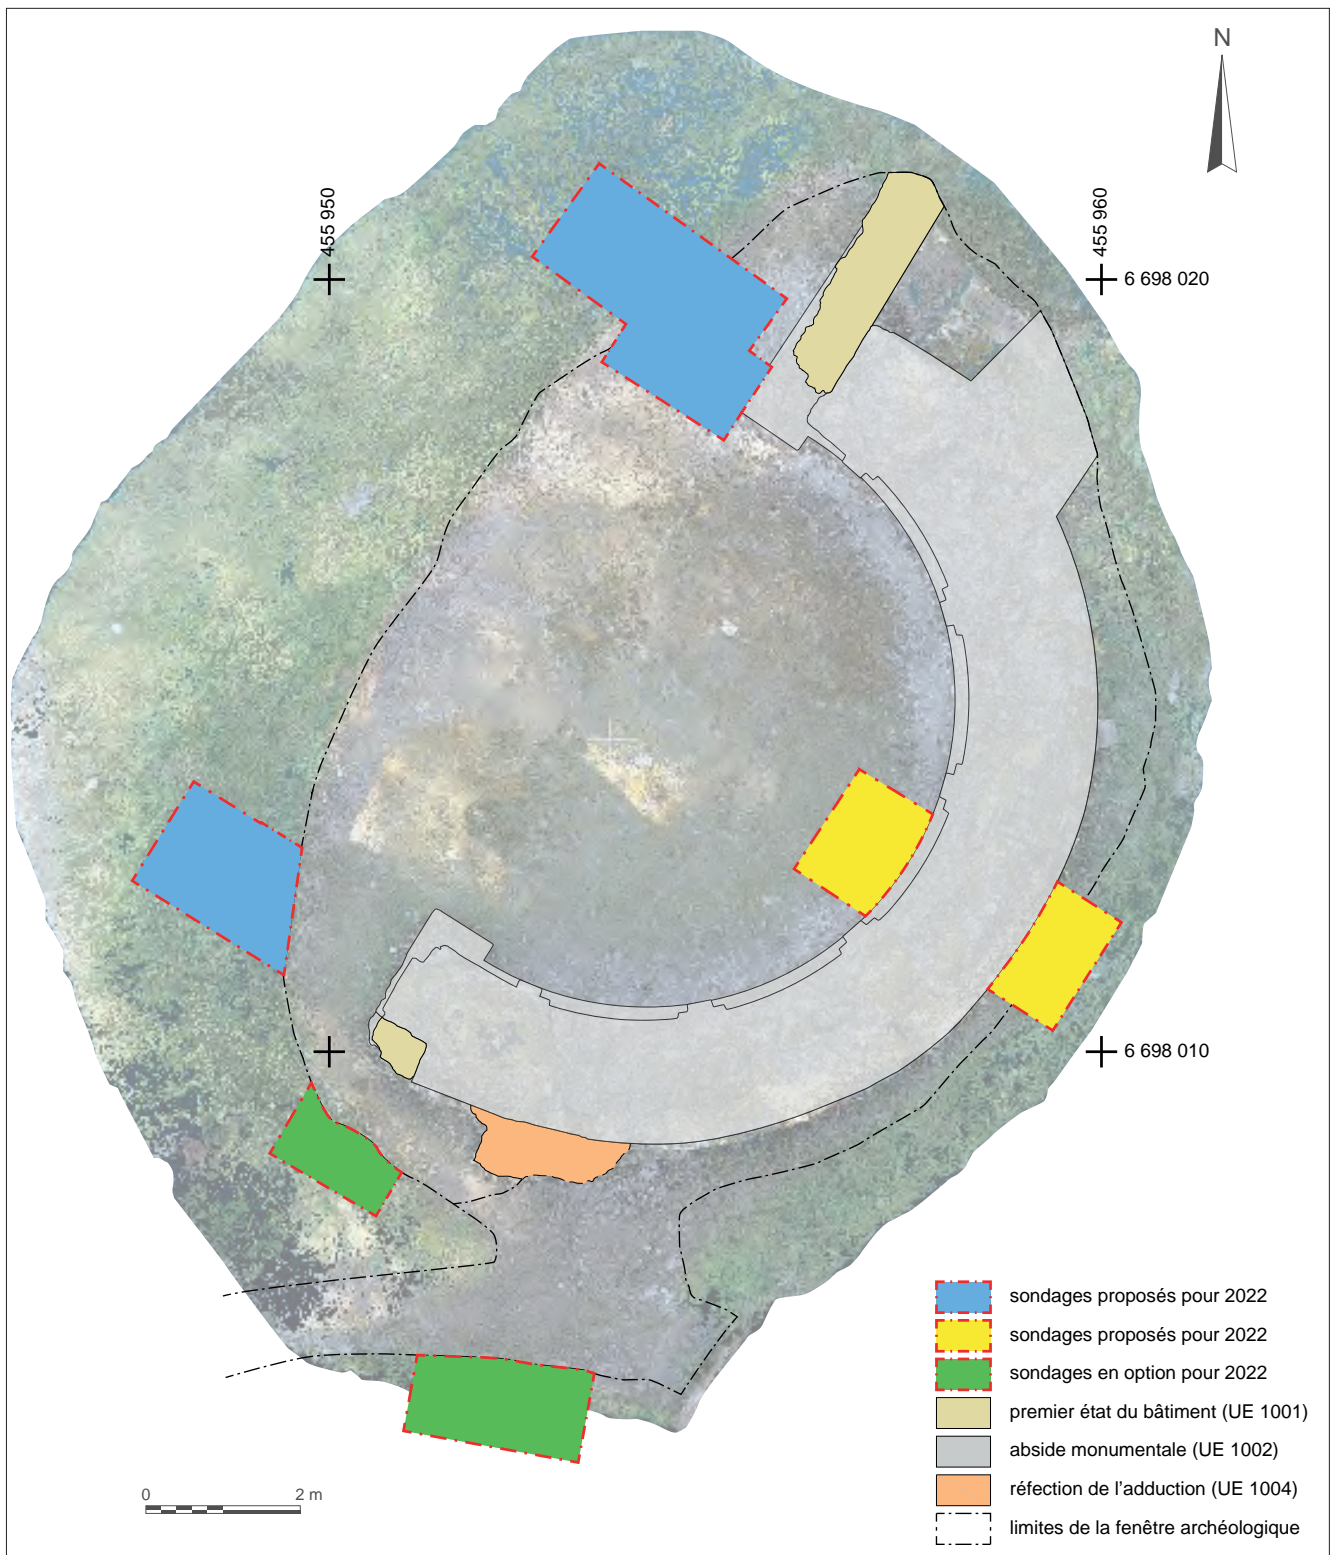 N
455 950
455 960
6 698 020
6 698 010
sondages proposés pour 2022
sondages proposés pour 2022
sondages en option pour 2022
premier état du bâtiment (UE 1001)
abside monumentale (UE 1002)
réfection de l'adduction (UE 1004)
limites de la fenêtre archéologique
0 2 m